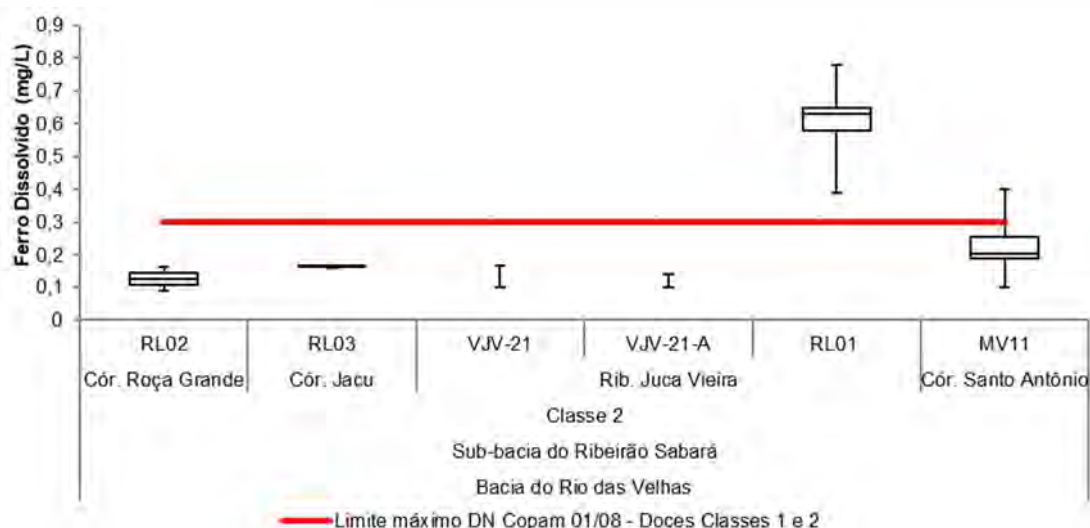 Ferro Dissolvido (mg/L)
0,9
0,8
0,7
0,6
0,5
0,4
0,3
0,2
0,1
0
RL02 RL03 VJV-21 VJV-21-A RL01 MV11
Cór. Roça Grande Cór. Jacu Rib. Juca Vieira Cór. Santo Antônio
Classe 2
Sub-bacia do Ribeirão Sabará
Bacia do Rio das Velhas
Limite máximo DN Copam 01/08 - Doces Classes 1 e 2